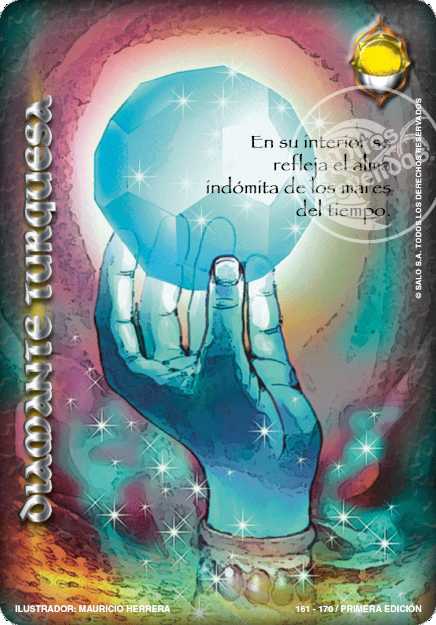 DIAMANTE TURQUESA
En su interior se
refleja el alma
indómita de los mares
del tiempo.
© SALO S.A. TODOS LOS DERECHOS RESERVADOS
ILUSTRADOR: MAURICIO HERRERA
161 - 170 / PRIMERA EDICIÓN